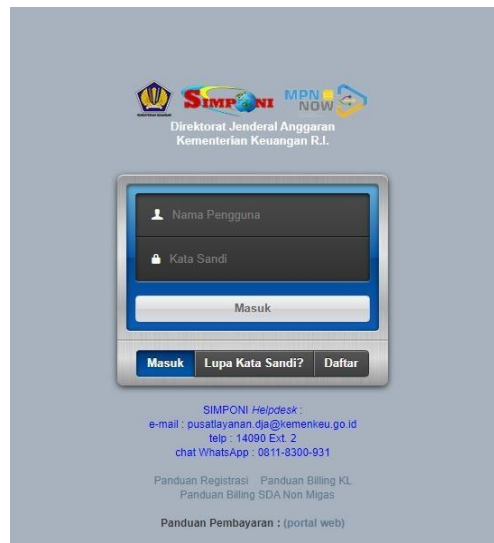 SIMPONI
MPN
NOW
Direktorat Jenderal Anggaran
Kementerian Keuangan R.I.
Nama Pengguna
Kata Sandi
Masuk
Masuk Lupa Kata Sandi? Daftar
SIMPONI Helpdesk :
e-mail : pusatlayanan.dja@kemenkeu.go.id
telp : 14090 Ext. 2
chat WhatsApp : 0811-8300-
931
Panduan Registrasi Panduan Billing KL
Panduan Billing SDA Non Migas
Panduan Pembayaran : (portal web)